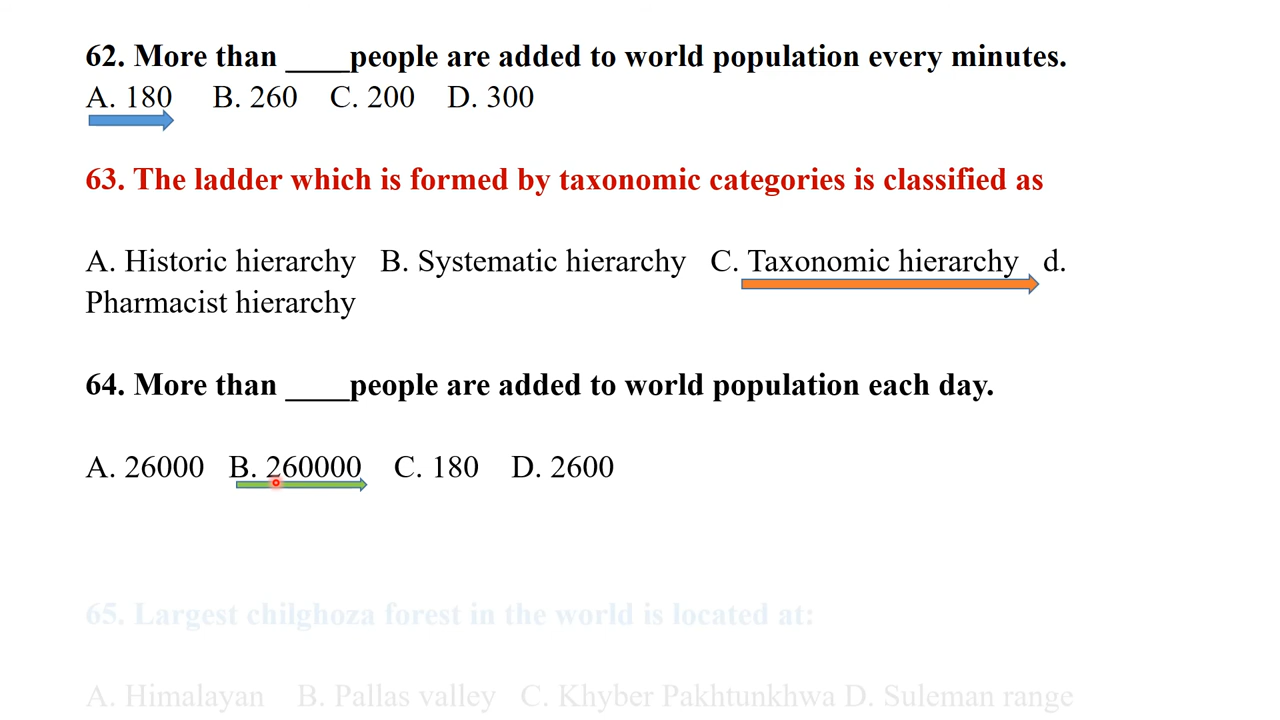 62. More than ____people are added to world population every minutes.
A. 180 B. 260 C. 200 D. 300
63. The ladder which is formed by taxonomic categories is classified as
A. Historic hierarchy B. Systematic hierarchy C. Taxonomic hierarchy d.
Pharmacist hierarchy
64. More than ____people are added to world population each day.
A. 26000 B. 260000 C. 180 D. 2600
65. Largest chilghoza forest in the world is located at:
A. Himalayan B. Pallas valley C. Khyber Pakhtunkhwa D. Suleman range